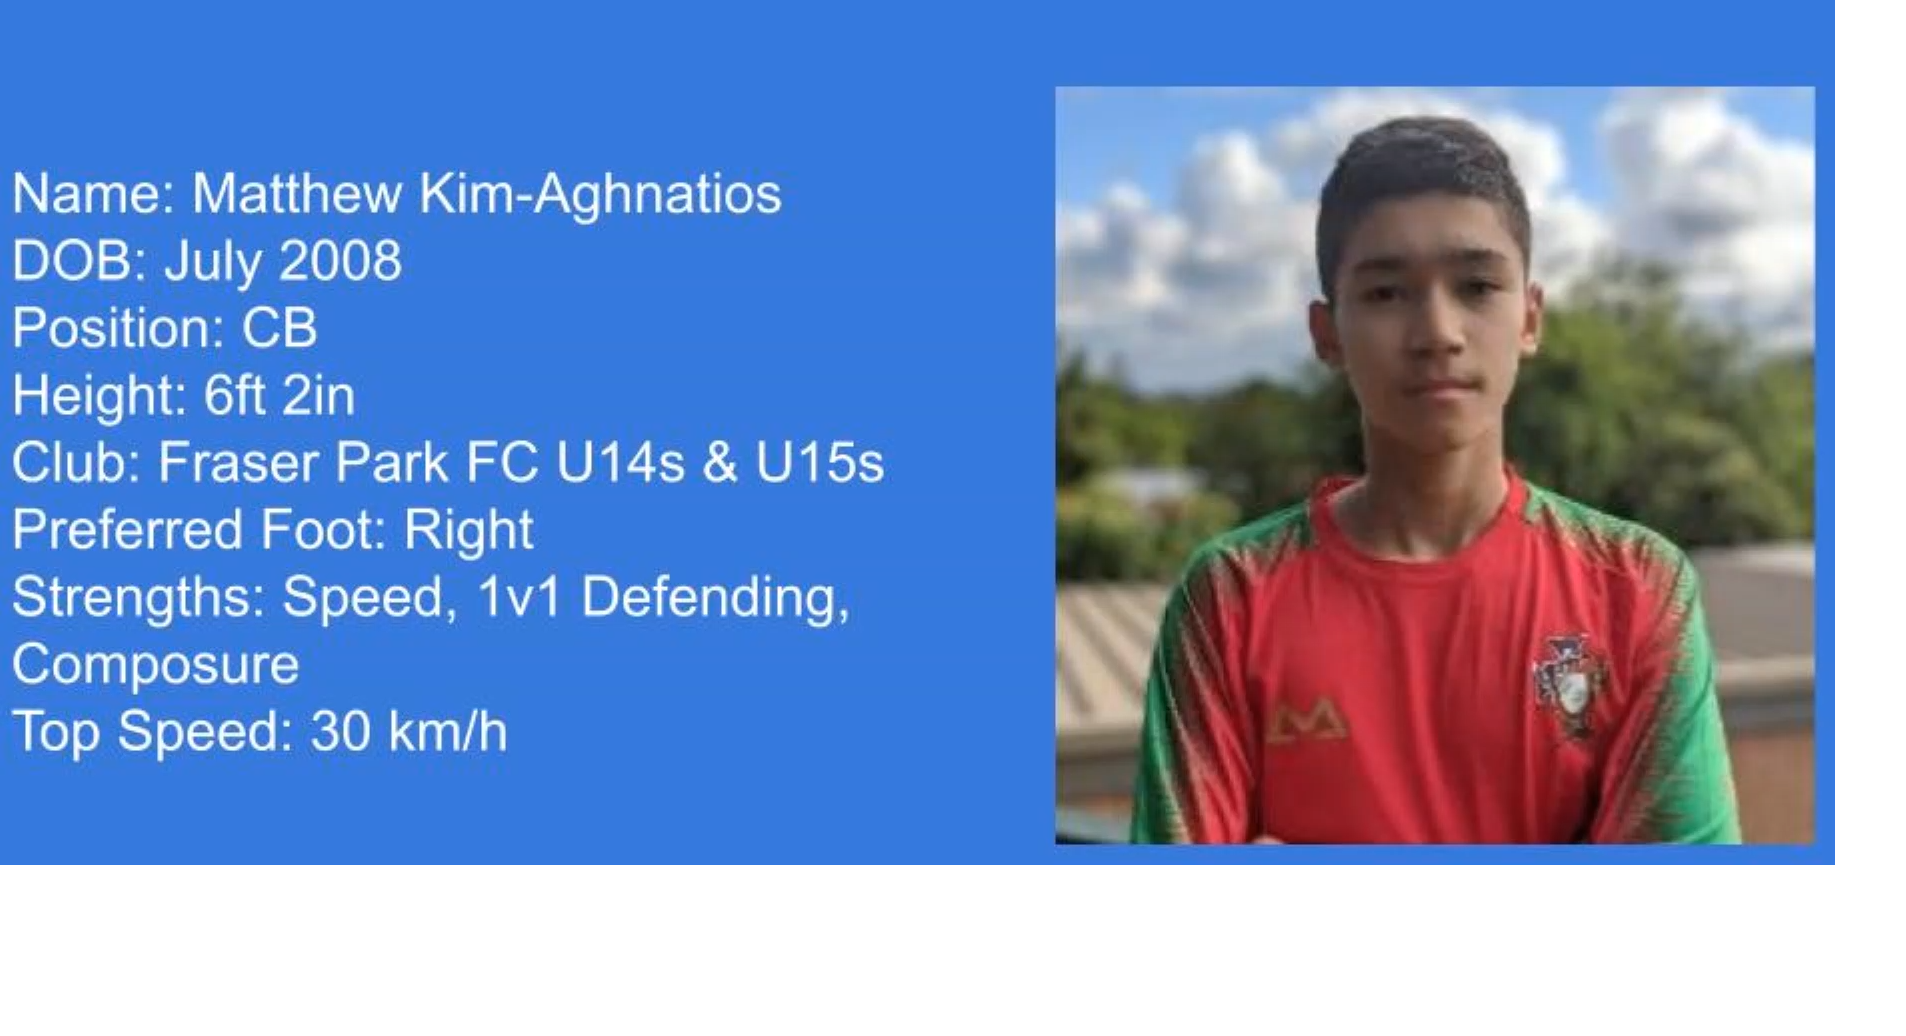 Name: Matthew Kim-Aghnatios
DOB: July 2008
Position: CB
Height: 6ft 2in
Club: Fraser Park FC U14s & U15s
Preferred Foot: Right
Strengths: Speed, 1v1 Defending,
Composure
Top Speed: 30 km/h